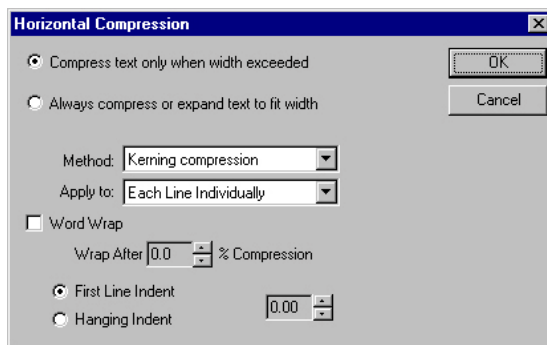 Horizontal Compression
Compress text only when width exceeded
OK
Always compress or expand text to fit width
Cancel
Method: Kerning compression
Apply to: Each Line Individually
Word Wrap
Wrap After 0.0 % Compression
First Line Indent
0.00
Hanging Indent